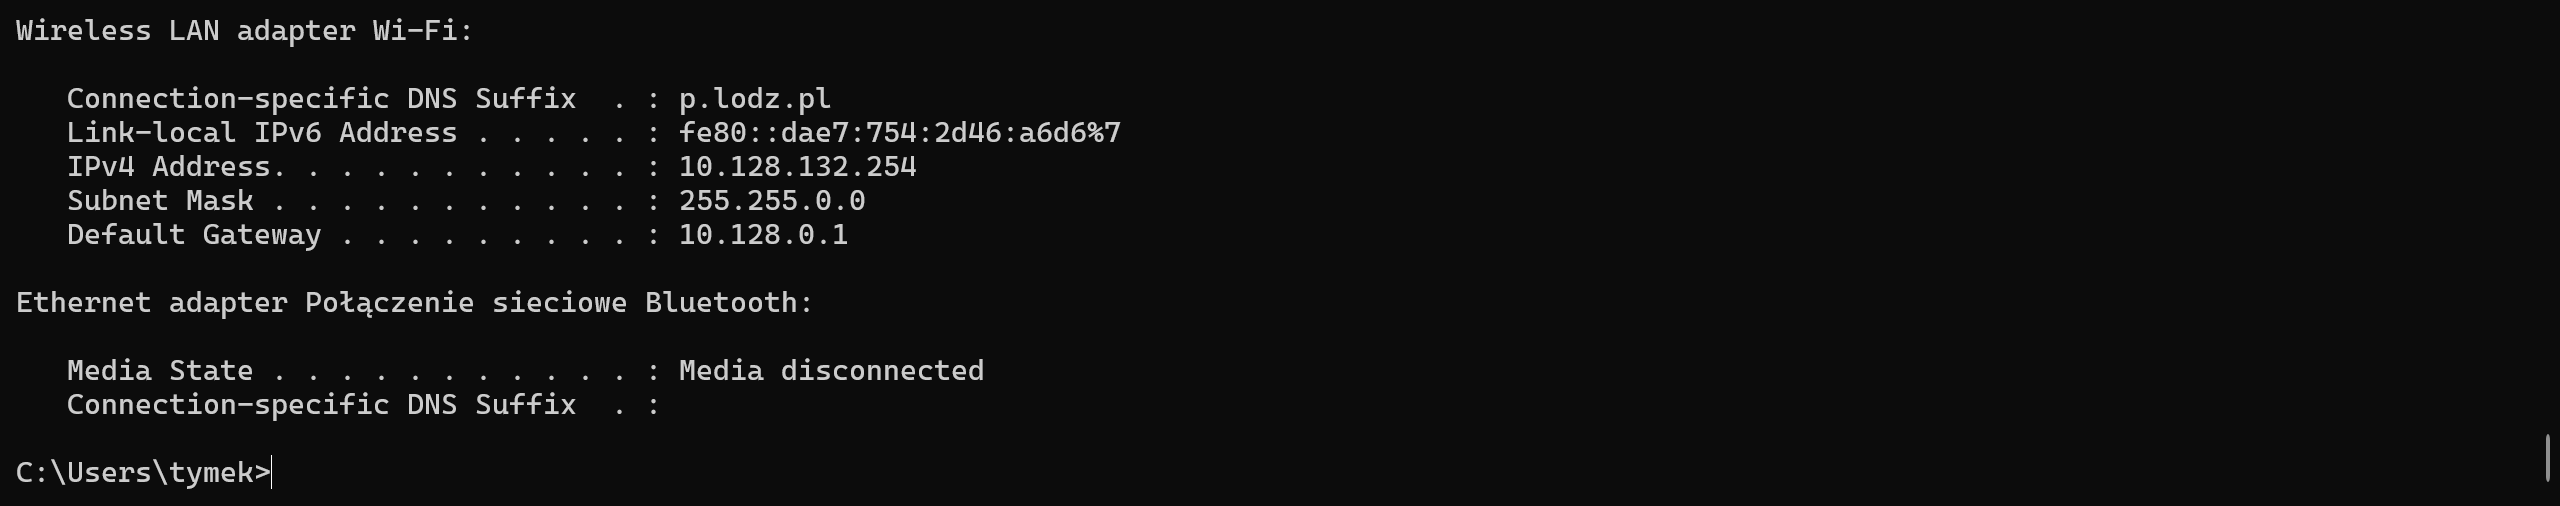 Wireless LAN adapter Wi-Fi:
Connection-specific DNS Suffix  . : p.lodz.pl
Link-local IPv6 Address . . . . . : fe80::dae7:754:2d46:a6d6%7
IPv4 Address. . . . . . . . . . . : 10.128.132.254
Subnet Mask . . . . . . . . . . . : 255.255.0.0
Default Gateway . . . . . . . . . : 10.128.0.1
Ethernet adapter Połączenie sieciowe Bluetooth:
Media State . . . . . . . . . . . : Media disconnected
Connection-specific DNS Suffix  . :
C:\Users\tymek>